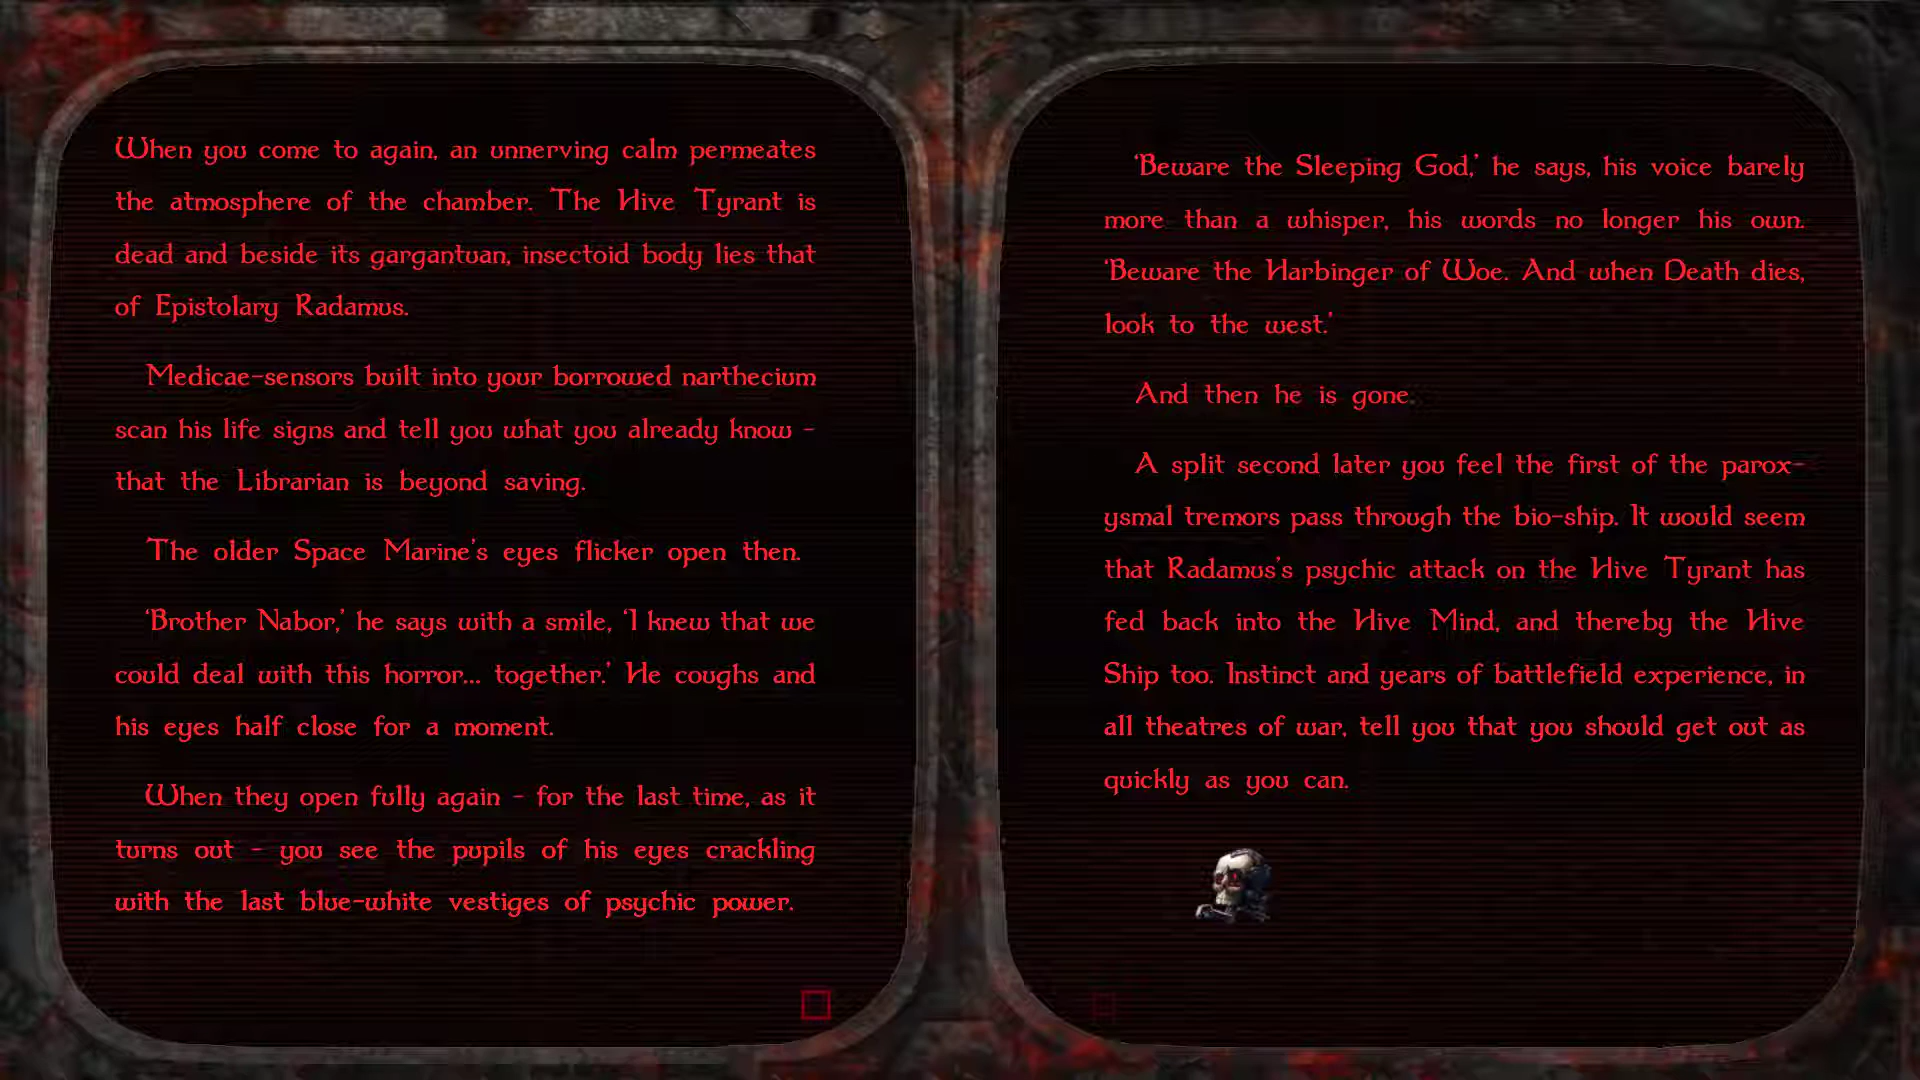 When you come to again, an unnerving calm permeates
the atmosphere of the chamber. The Hive Tyrant is
dead and beside its gargantuan, insectoid body lies that
of Epistolary Radamus.
Medicae-sensors built into your borrowed narthecium
scan his life signs and tell you what you already know -
that the Librarian is beyond saving.
The older Space Marine's eyes flicker open then.
'Brother Nabor,' he says with a smile, 'I knew that we
could deal with this horror... together.' He coughs and
his eyes half close for a moment.
When they open fully again - for the last time, as it
turns out - you see the pupils of his eyes crackling
with the last blue-white vestiges of psychic power.
'Beware the Sleeping God,' he says, his voice barely
more than a whisper, his words no longer his own.
'Beware the Harbinger of Woe. And when Death dies,
look to the west.'
And then he is gone.
A split second later you feel the first of the parox-
ysmal tremors pass through the bio-ship. It would seem
that Radamus's psychic attack on the Hive Tyrant has
fed back into the Hive Mind, and thereby the Hive
Ship too. Instinct and years of battlefield experience, in
all theatres of war, tell you that you should get out as
quickly as you can.